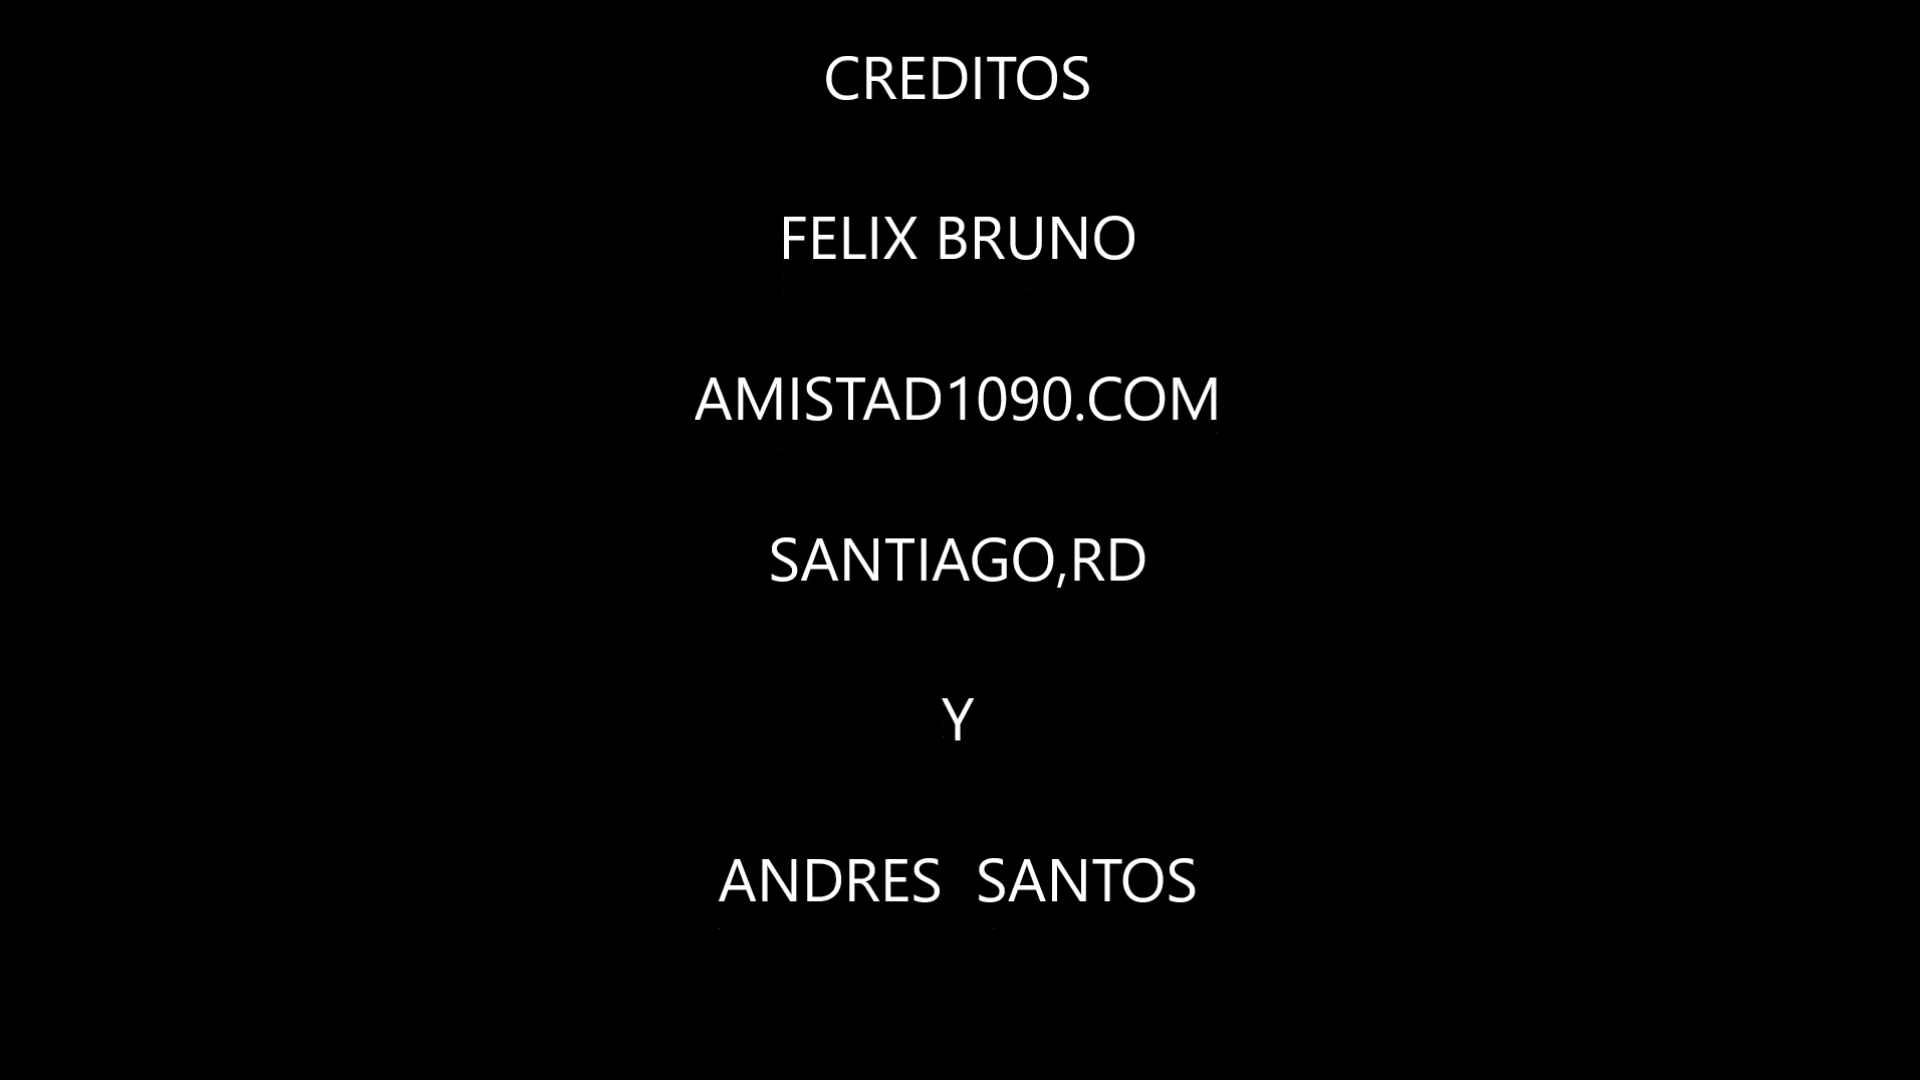 CREDITOS
FELIX BRUNO
AMISTAD1090.COM
SANTIAGO,RD
Y
ANDRES  SANTOS